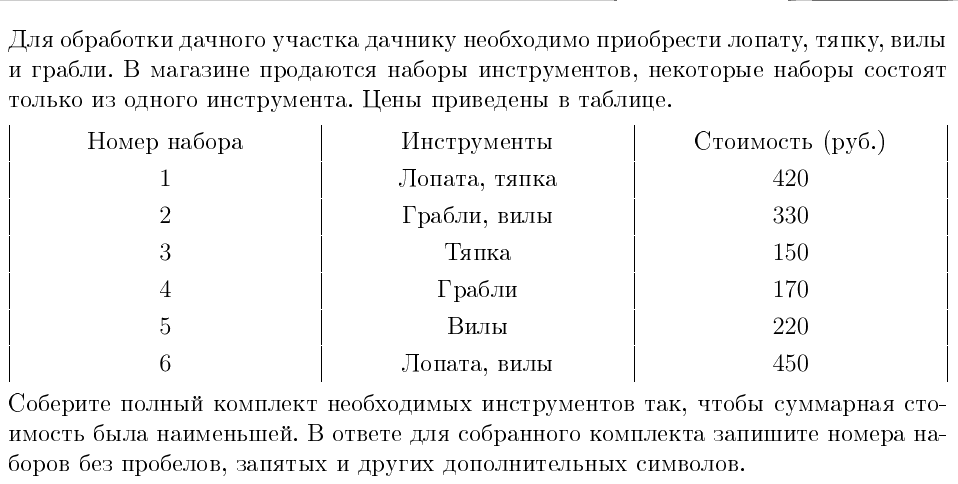 Для обработки дачного участка дачнику необходимо приобрести лопату, тяпку, вилы
и грабли. В магазине продаются наборы инструментов, некоторые наборы состоят
только из одного инструмента. Цены приведены в таблице.
Номер набора Инструменты Стоимость (руб.)
1 Лопата, тяпка 420
2 Грабли, вилы 330
3 Тяпка 150
4 Грабли 170
5 Вилы 220
6 Лопата, вилы 450
Соберите полный комплект необходимых инструментов так, чтобы суммарная сто-
имость была наименьшей. В ответе для собранного комплекта запишите номера на-
боров без пробелов, запятых и других дополнительных символов.